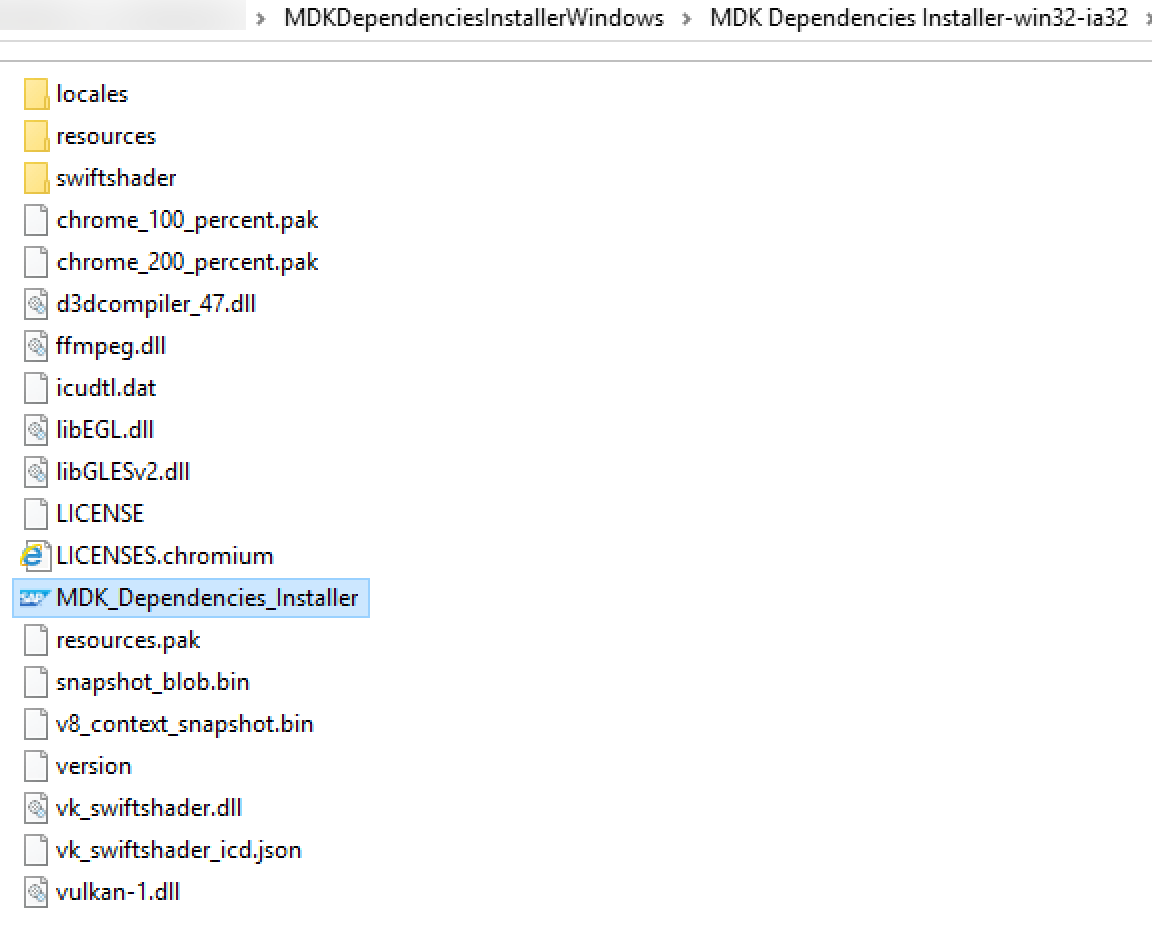 MDKDependenciesInstallerWindows > MDK Dependencies Installer-win32-ia32
locales
resources
swiftshader
chrome_100_percent.pak
chrome_200_percent.pak
d3dcompiler_47.dll
ffmpeg.dll
icudtl.dat
libEGL.dll
libGLESv2.dll
LICENSE
LICENSES.chromium
SAP MDK_Dependencies_Installer
resources.pak
snapshot_blob.bin
v8_context_snapshot.bin
version
vk_swiftshader.dll
vk_swiftshader_icd.json
vulkan-1.dll